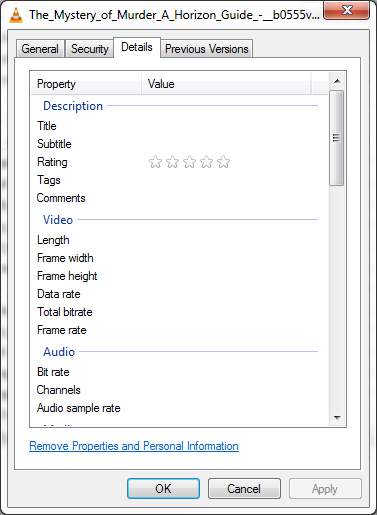 The_Mystery_of_Murder_A_Horizon_Guide_-__b0555v...
General Security Details Previous Versions
Property Value
Description
Title
Subtitle
Rating
Tags
Comments
Video
Length
Frame width
Frame height
Data rate
Total bitrate
Frame rate
Audio
Bit rate
Channels
Audio sample rate
Remove Properties and Personal Information
OK Cancel Apply